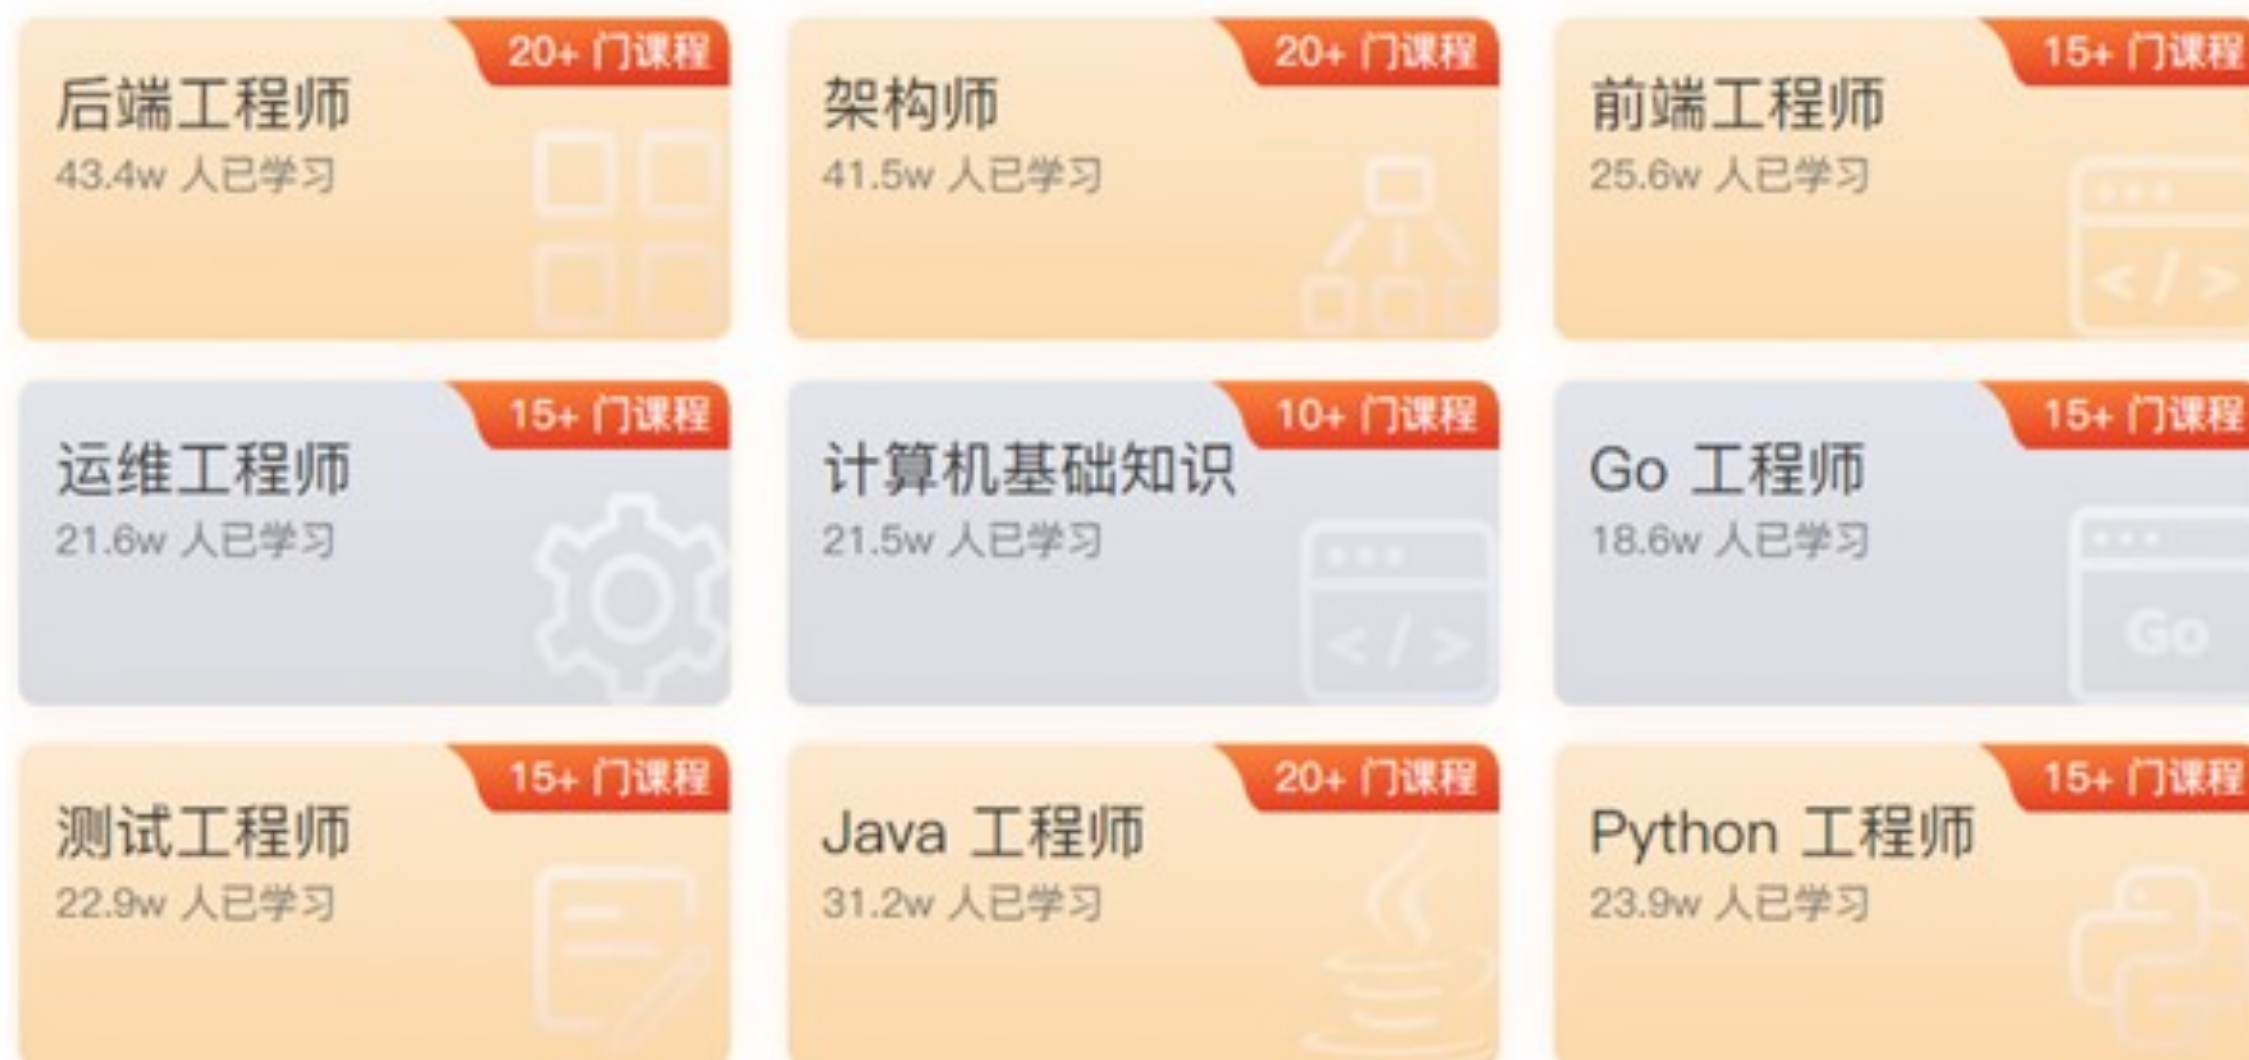 20+ 门课程
后端工程师
43.4w 人已学习
20+ 门课程
架构师
41.5w 人已学习
15+ 门课程
前端工程师
25.6w 人已学习
</>
15+ 门课程
运维工程师
21.6w 人已学习
10+ 门课程
计算机基础知识
21.5w 人已学习
</>
15+ 门课程
Go 工程师
18.6w 人已学习
Go
15+ 门课程
测试工程师
22.9w 人已学习
20+ 门课程
Java 工程师
31.2w 人已学习
15+ 门课程
Python 工程师
23.9w 人已学习